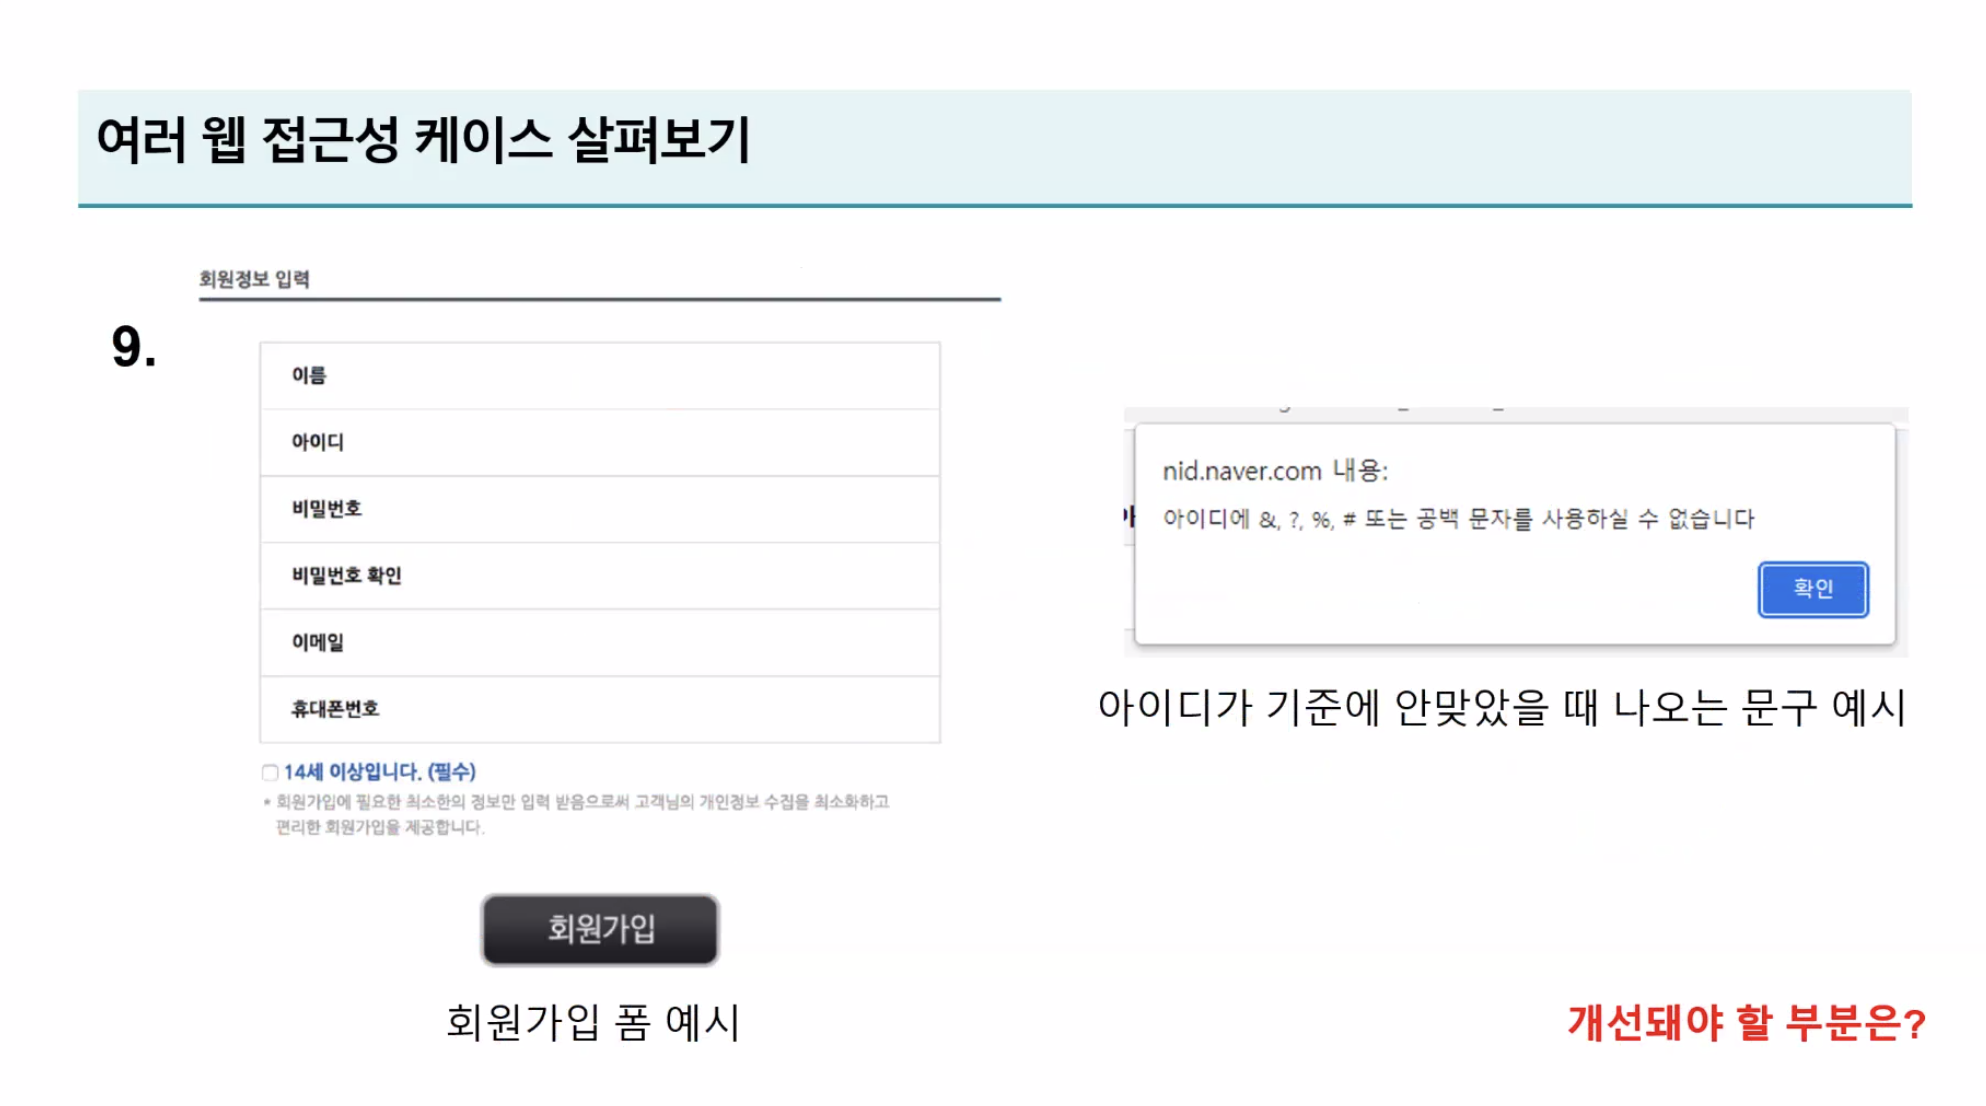 여러 웹 접근성 케이스 살펴보기
9.
회원정보 입력
이름
아이디
비밀번호
비밀번호 확인
이메일
휴대폰번호
14세 이상입니다. (필수)
* 회원가입에 필요한 최소한의 정보만 입력 받음으로써 고객님의 개인정보 수집을 최소화하고
편리한 회원가입을 제공합니다.
회원가입
회원가입 폼 예시
nid.naver.com 내용:
아이디에 &, ?, %, # 또는 공백 문자를 사용하실 수 없습니다
확인
아이디가 기준에 안맞았을 때 나오는 문구 예시
개선돼야 할 부분은?